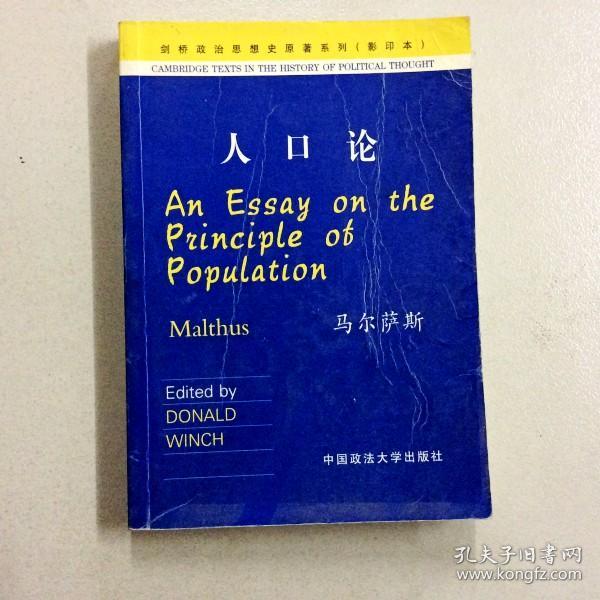 剑桥政治思想史原著系列（影印本）
CAMBRIDGE TEXTS IN THE HISTORY OF POLITICAL THOUGHT
人口论
An Essay on the
Principle of
Population
Malthus 马尔萨斯
Edited by
DONALD
WINCH
中国政法大学出版社
孔夫子旧書网
www.kongfz.com